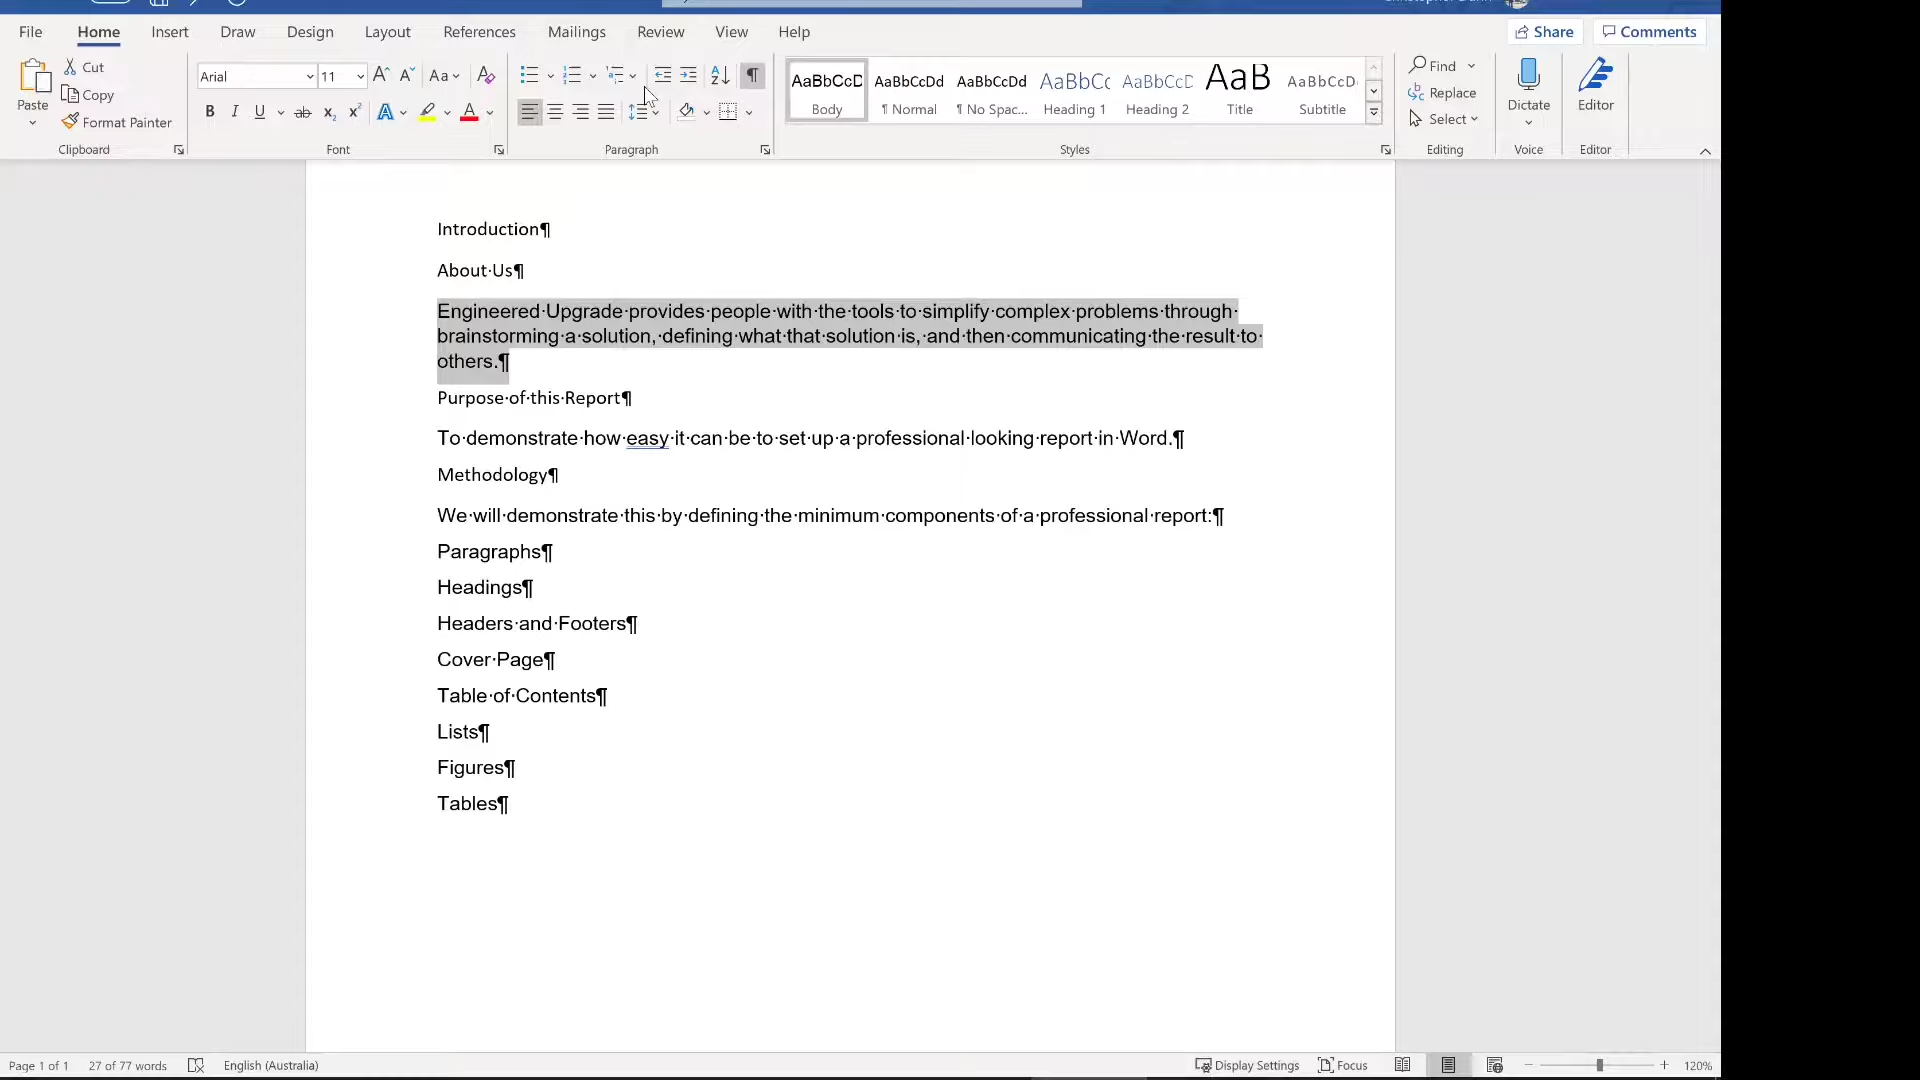 File Home Insert Draw Design Layout References Mailings Review View Help Share Comments
Paste Cut Copy Format Painter Clipboard
Arial 11 Font
Paragraph
AaBbCcD Body
AaBbCcDd ¶ Normal
AaBbCcDd ¶ No Spac...
AaBbCc Heading 1
AaBbCcD Heading 2
AaB Title
AaBbCcD Subtitle
Styles
Find Replace Select Editing
Dictate Voice
Editor Editor
Introduction¶
About·Us¶
Engineered·Upgrade·provides·people·with·the·tools·to·simplify·complex·problems·through·
brainstorming·a·solution,·defining·what·that·solution·is,·and·then·communicating·the·result·to·
others.¶
Purpose·of·this·Report¶
To·demonstrate·how·easy·it·can·be·to·set·up·a·professional·looking·report·in·Word.¶
Methodology¶
We·will·demonstrate·this·by·defining·the·minimum·components·of·a·professional·report:¶
Paragraphs¶
Headings¶
Headers·and·Footers¶
Cover·Page¶
Table·of·Contents¶
Lists¶
Figures¶
Tables¶
Page 1 of 1 27 of 77 words English (Australia) Display Settings Focus 120%